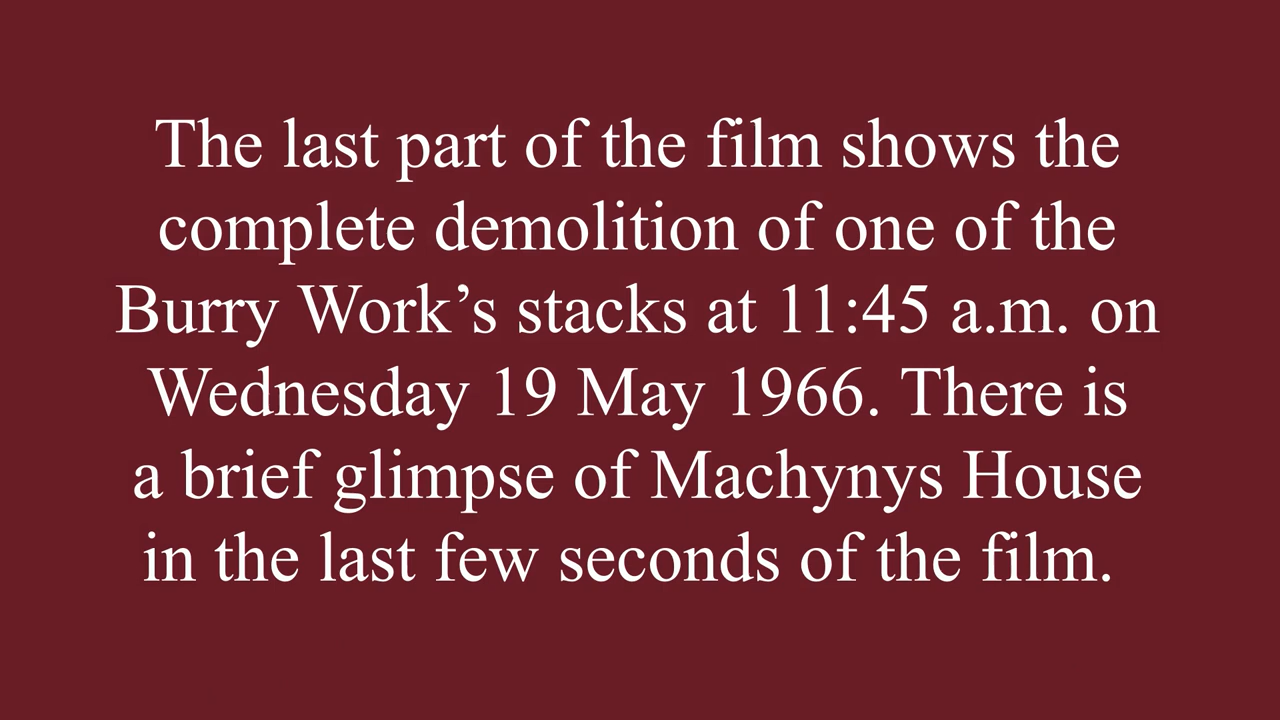 The last part of the film shows the
complete demolition of one of the
Burry Work’s stacks at 11:45 a.m. on
Wednesday 19 May 1966. There is
a brief glimpse of Machynys House
in the last few seconds of the film.